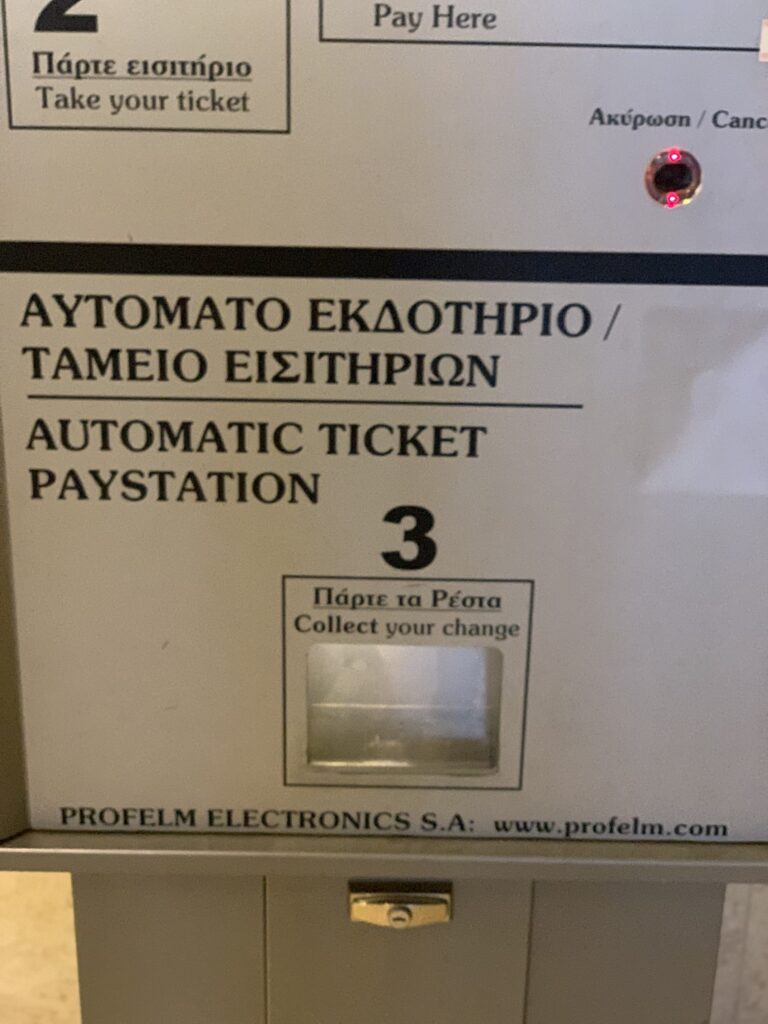 2
Πάρτε εισιτήριο
Take your ticket
Pay Here
Ακύρωση / Canc
ΑΥΤΟΜΑΤΟ ΕΚΔΟΤΗΡΙΟ /
ΤΑΜΕΙΟ ΕΙΣΙΤΗΡΙΩΝ
AUTOMATIC TICKET
PAYSTATION
3
Πάρτε τα Ρέστα
Collect your change
PROFELM ELECTRONICS S.A: www.profelm.com